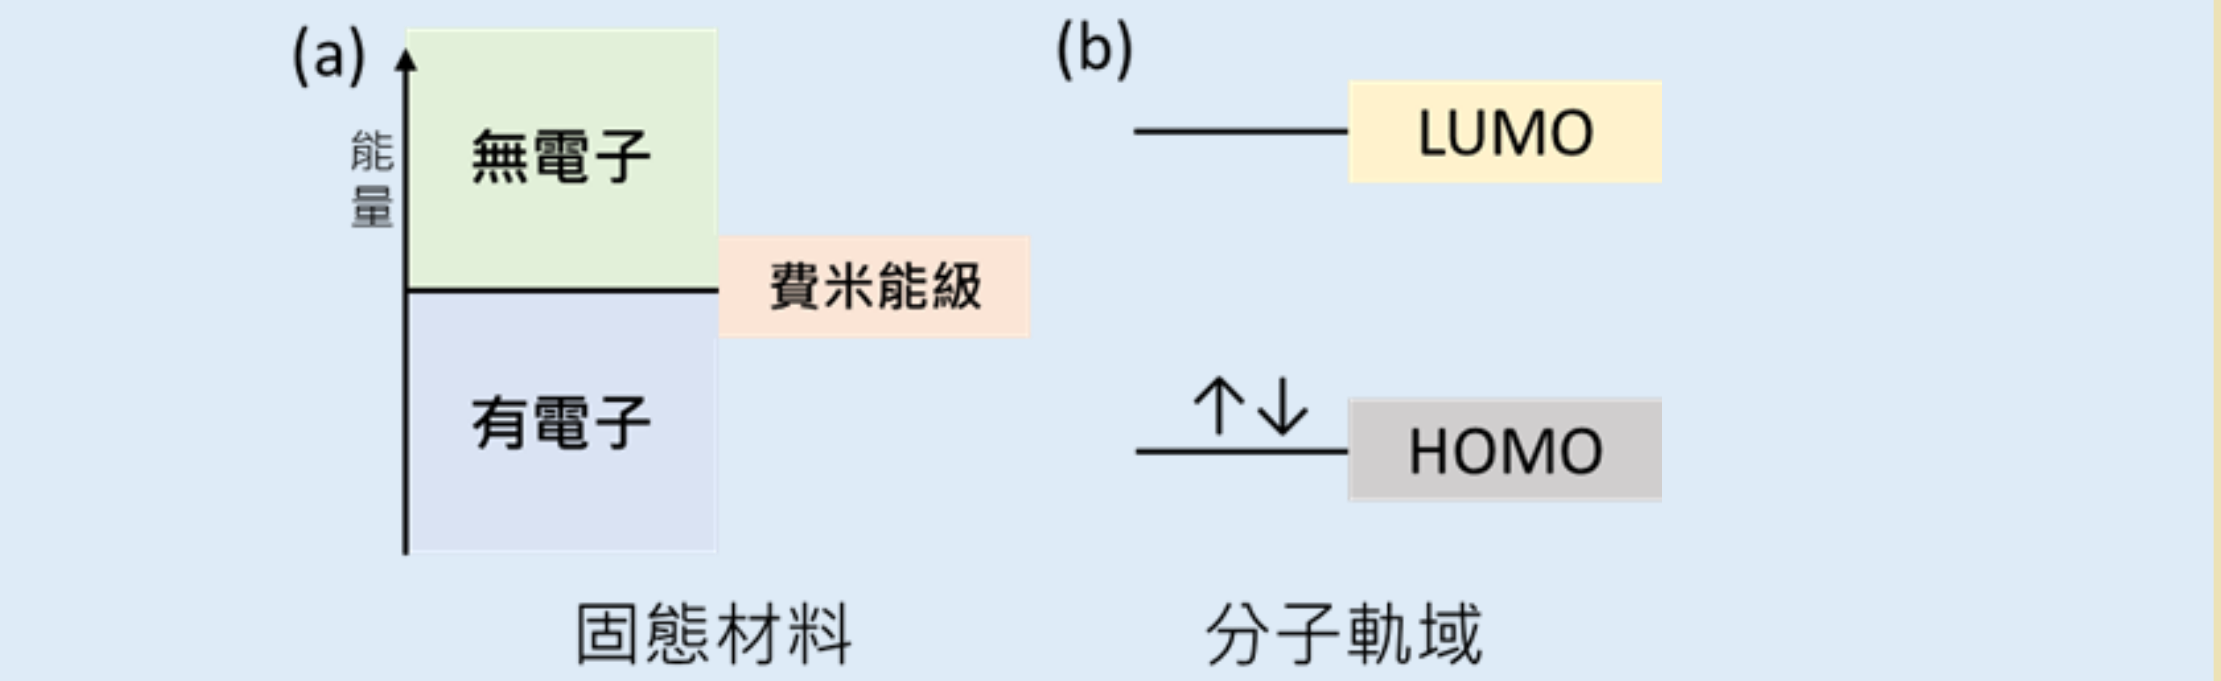 (a)
能量
無電子
費米能級
有電子
固態材料
(b)
LUMO
↑↓
HOMO
分子軌域